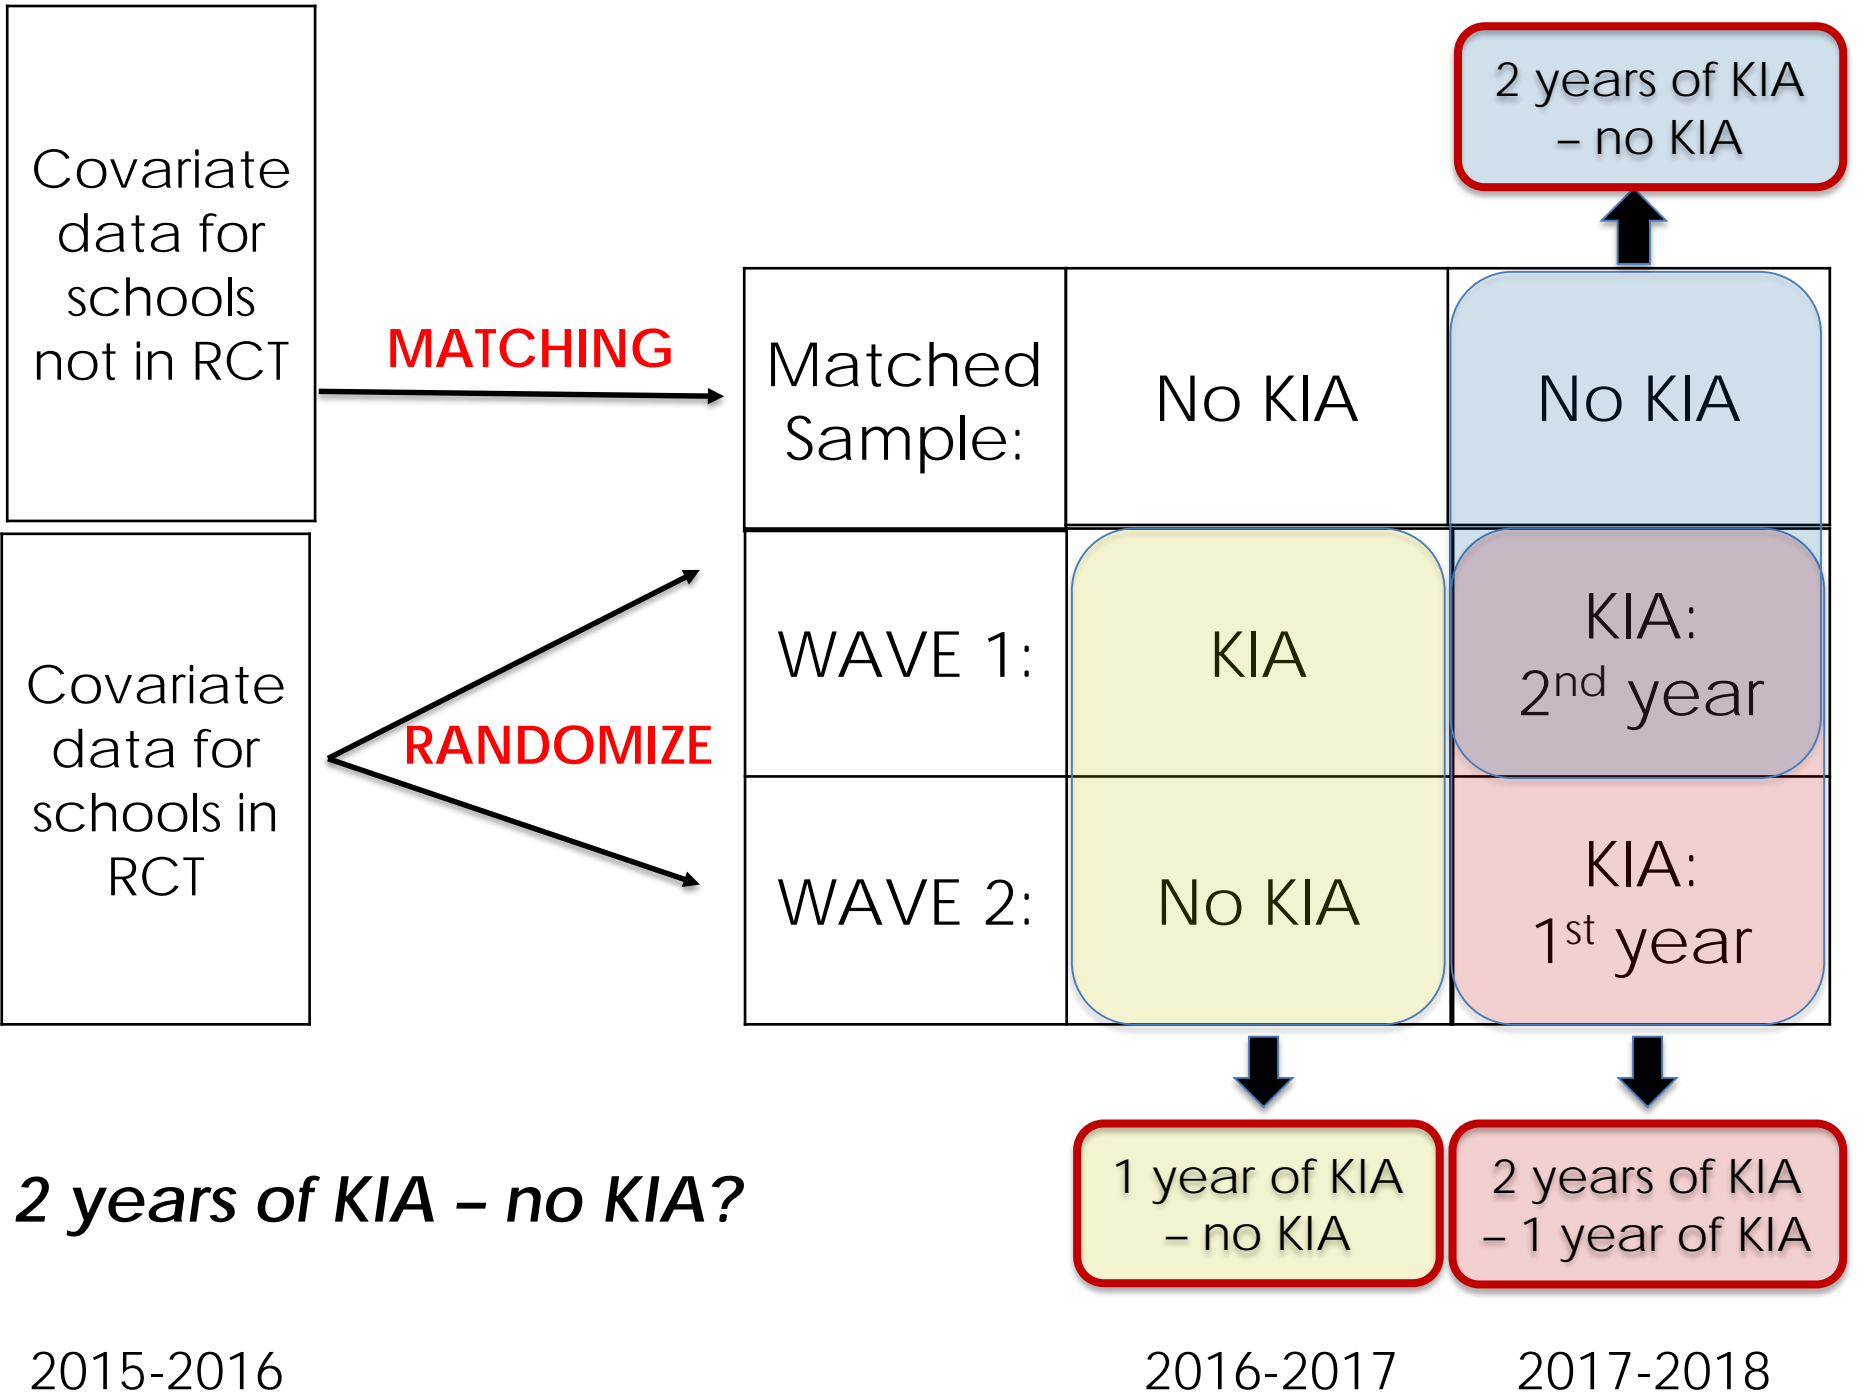 2 years of KIA
– no KIA
Covariate
data for
schools
not in RCT
MATCHING
Matched
Sample:
No KIA
No KIA
Covariate
data for
schools in
RCT
RANDOMIZE
WAVE 1:
KIA
KIA:
2nd year
WAVE 2:
No KIA
KIA:
1st year
2 years of KIA – no KIA?
1 year of KIA
– no KIA
2 years of KIA
– 1 year of KIA
2015-2016
2016-2017
2017-2018